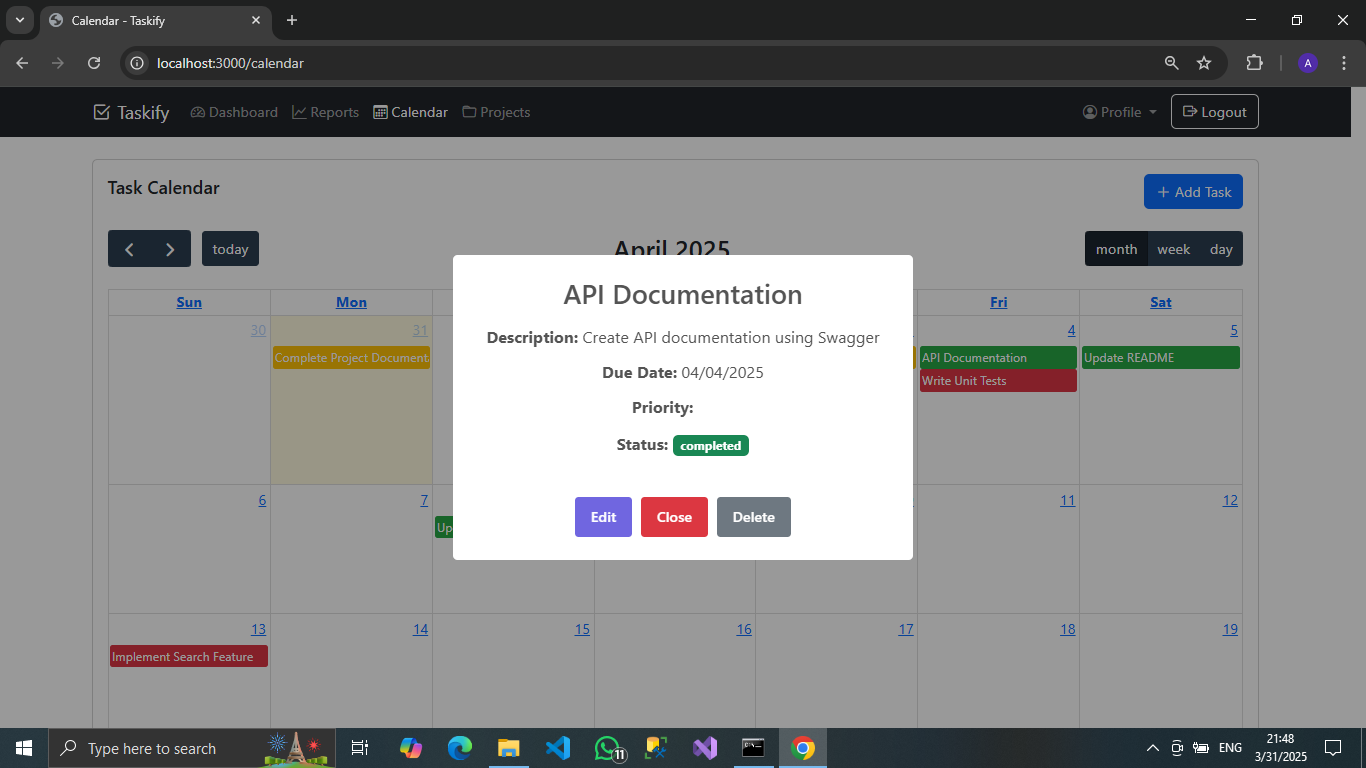 Calendar - Taskify
localhost:3000/calendar
A
Taskify Dashboard Reports Calendar Projects Profile Logout
Task Calendar
+ Add Task
today
April 2025
month week day
Sun Mon Fri Sat
30 31 4 5
Complete Project Document. API Documentation Update README
Write Unit Tests
API Documentation
Description: Create API documentation using Swagger
Due Date: 04/04/2025
Priority:
Status: completed
Edit Close Delete
6 7 11 12
Up
13 14 15 16 17 18 19
Implement Search Feature
Type here to search
11
ENG
21:48
3/31/2025